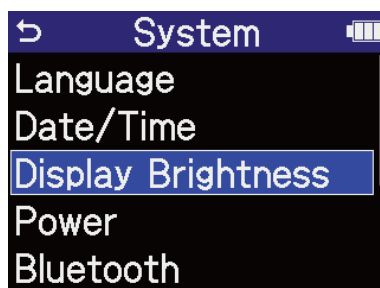 System
Language
Date/Time
Display Brightness
Power
Bluetooth